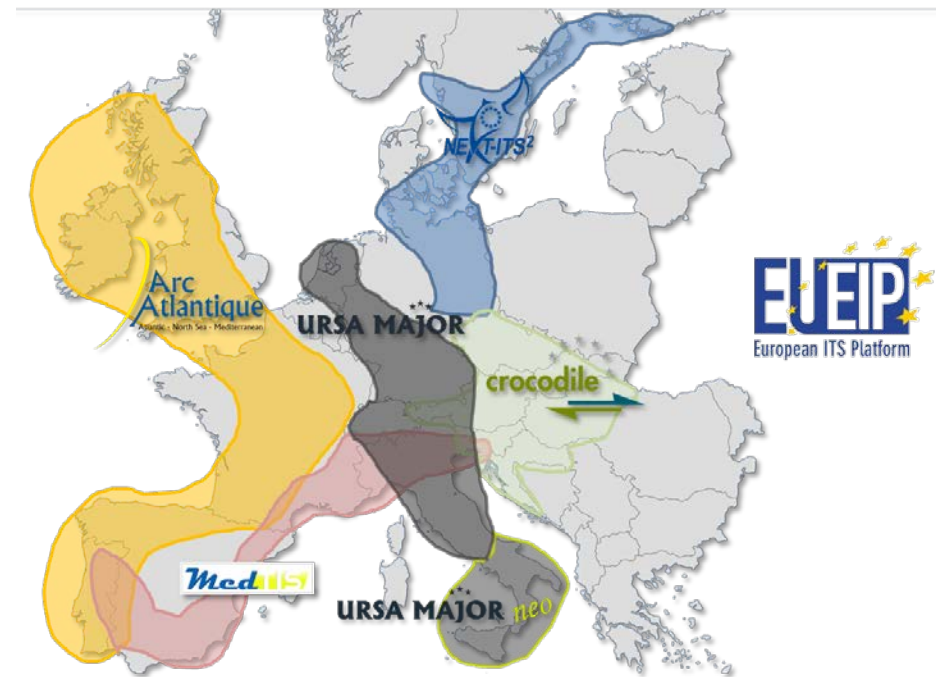 NEXT-ITS²
Arc
Atlantique
Atlantic - North Sea - Mediterranean
URSA MAJOR
EU EIP
European ITS Platform
crocodile
MedTIS
URSA MAJOR neo